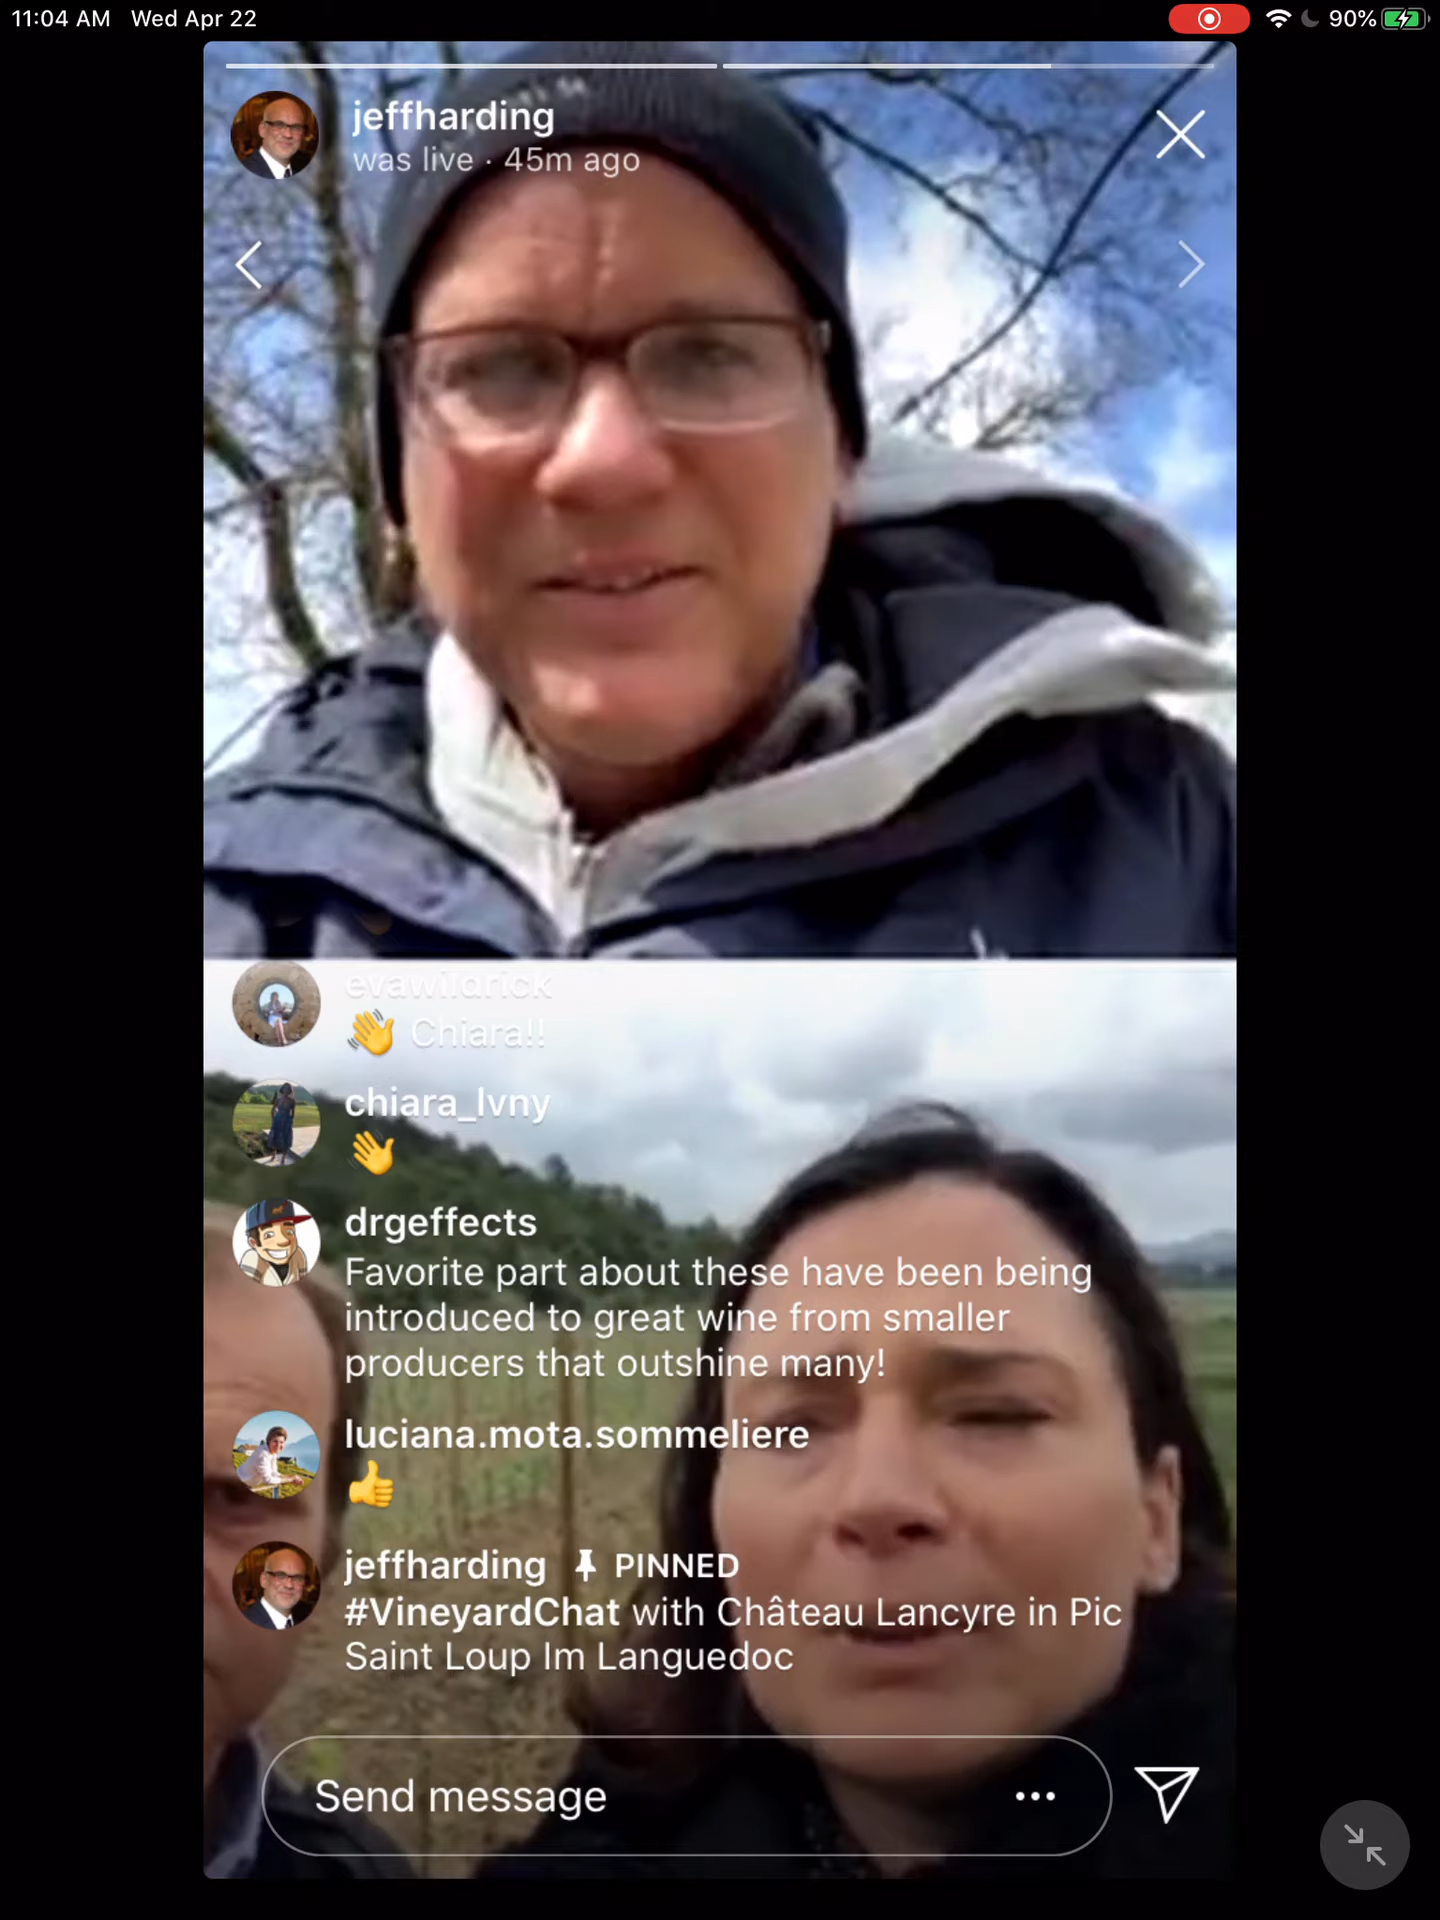 11:04 AM Wed Apr 22
90%
jeffharding
was live · 45m ago
evawildrick
👋 Chiara!!
chiara_lvny
👋
drgeffects
Favorite part about these have been being
introduced to great wine from smaller
producers that outshine many!
luciana.mota.sommeliere
👍
jeffharding 📌 PINNED
#VineyardChat with Château Lancyre in Pic
Saint Loup Im Languedoc
Send message